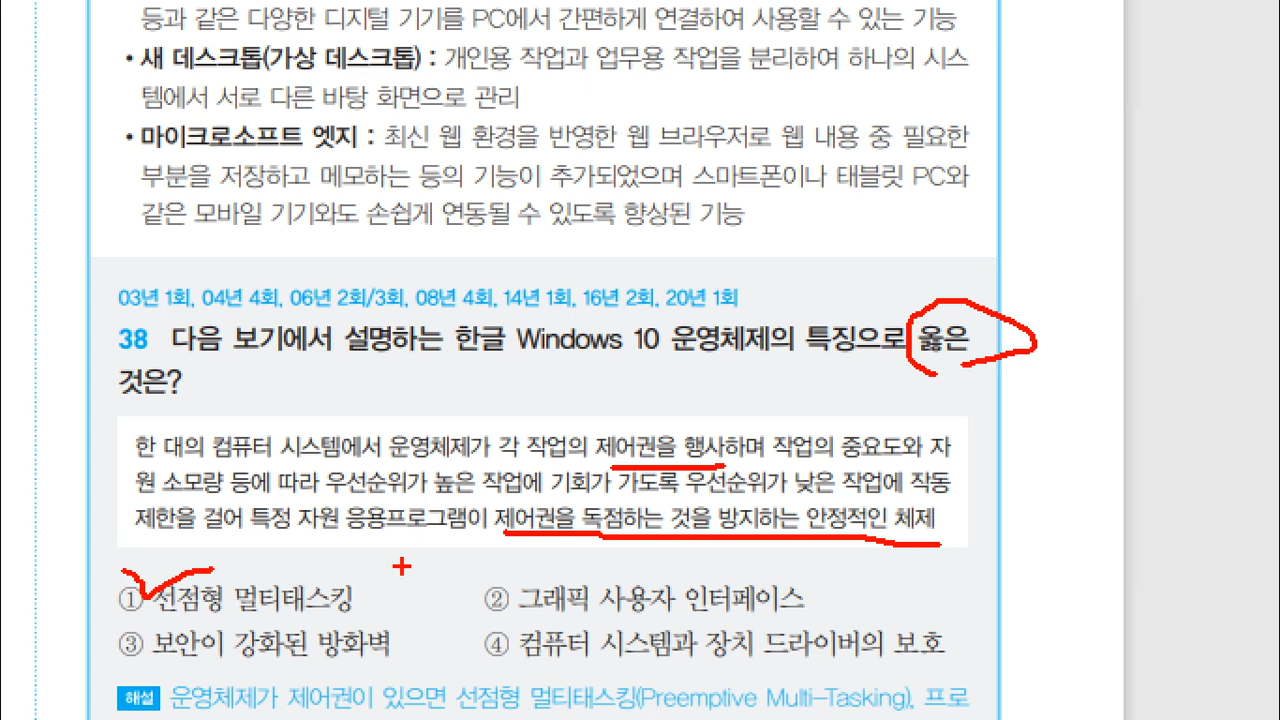 등과 같은 다양한 디지털 기기를 PC에서 간편하게 연결하여 사용할 수 있는 기능
• 새 데스크톱(가상 데스크톱) : 개인용 작업과 업무용 작업을 분리하여 하나의 시스
템에서 서로 다른 바탕 화면으로 관리
• 마이크로소프트 엣지 : 최신 웹 환경을 반영한 웹 브라우저로 웹 내용 중 필요한
부분을 저장하고 메모하는 등의 기능이 추가되었으며 스마트폰이나 태블릿 PC와
같은 모바일 기기와도 손쉽게 연동될 수 있도록 향상된 기능
03년 1회, 04년 4회, 06년 2회/3회, 08년 4회, 14년 1회, 16년 2회, 20년 1회
38 다음 보기에서 설명하는 한글 Windows 10 운영체제의 특징으로 옳은
것은?
한 대의 컴퓨터 시스템에서 운영체제가 각 작업의 제어권을 행사하며 작업의 중요도와 자
원 소모량 등에 따라 우선순위가 높은 작업에 기회가 가도록 우선순위가 낮은 작업에 작동
제한을 걸어 특정 자원 응용프로그램이 제어권을 독점하는 것을 방지하는 안정적인 체제
① 선점형 멀티태스킹 ② 그래픽 사용자 인터페이스
③ 보안이 강화된 방화벽 ④ 컴퓨터 시스템과 장치 드라이버의 보호
해설 운영체제가 제어권이 있으면 선점형 멀티태스킹(Preemptive Multi-Tasking), 프로